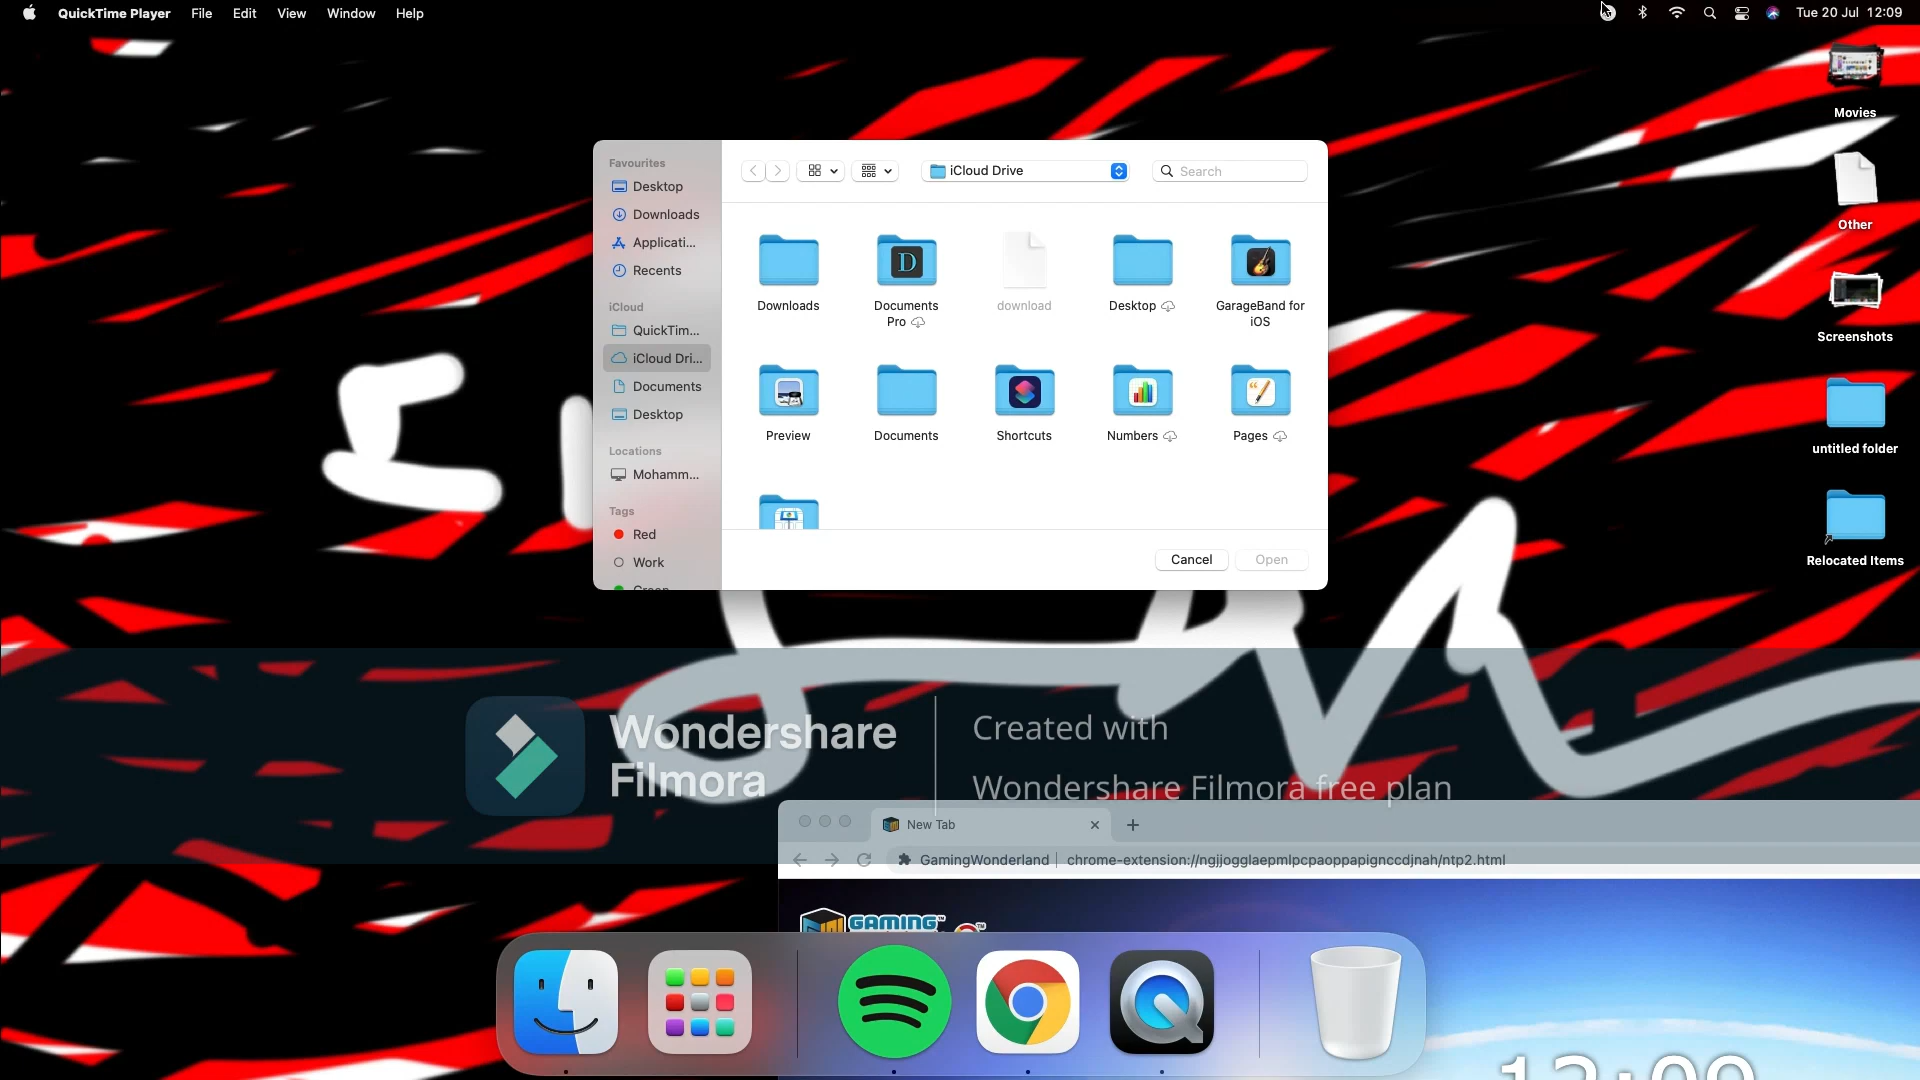 QuickTime Player File Edit View Window Help Tue 20 Jul 12:09
Movies
Other
Screenshots
untitled folder
Relocated Items
Favourites
Desktop
Downloads
Applicati...
Recents
iCloud
QuickTim...
iCloud Dri...
Documents
Desktop
Locations
Mohamm...
Tags
Red
Work
iCloud Drive
Search
Downloads
Documents
Pro
download
Desktop
GarageBand for
iOS
Preview
Documents
Shortcuts
Numbers
Pages
Cancel
Open
Wondershare
Filmora
Created with
Wondershare Filmora free plan
New Tab
GamingWonderland chrome-extension://ngjjogglaepmlpcpaoppapignccdjnah/ntp2.html
GAMING
12:09